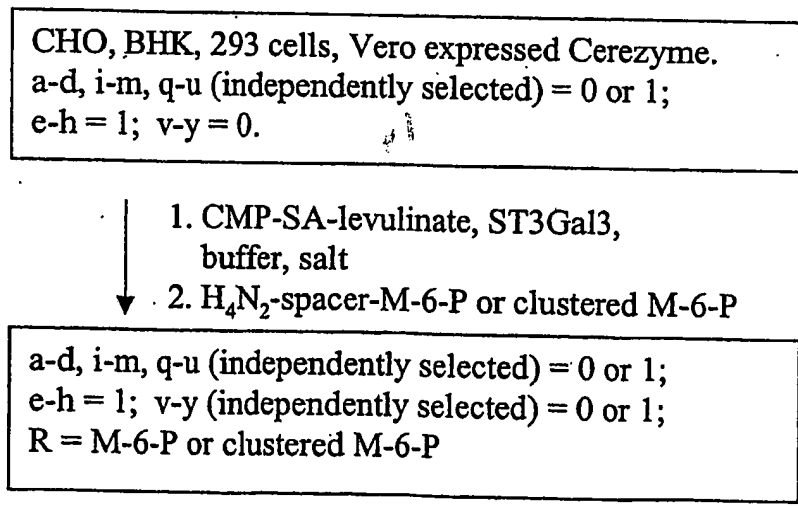 CHO, BHK, 293 cells, Vero expressed Cerezyme.
a-d, i-m, q-u (independently selected) = 0 or 1;
e-h = 1; v-y = 0.
1. CMP-SA-levulinate, ST3Gal3,
buffer, salt
2. H₄N₂-spacer-M-6-P or clustered M-6-P
a-d, i-m, q-u (independently selected) = 0 or 1;
e-h = 1; v-y (independently selected) = 0 or 1;
R = M-6-P or clustered M-6-P